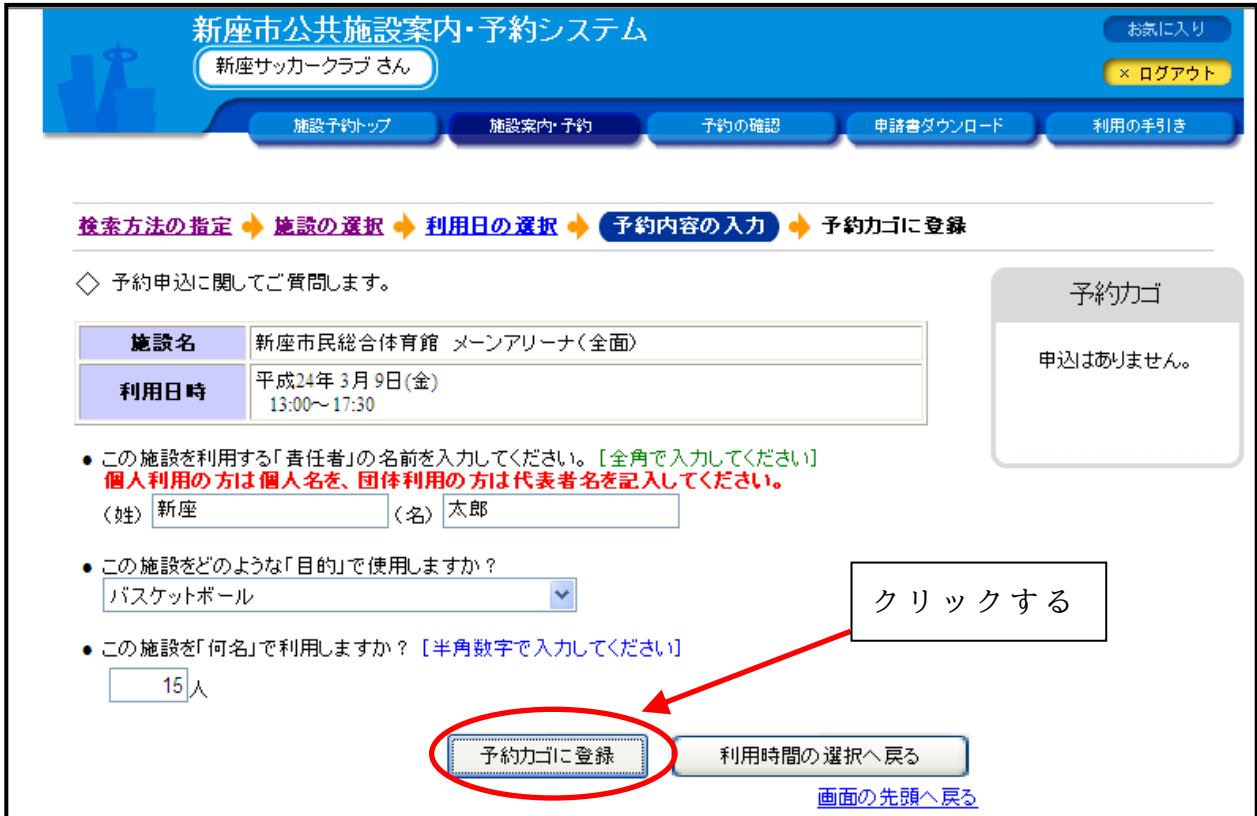 新座市公共施設案内・予約システム
お気に入り
新座サッカークラブ さん
× ログアウト
施設予約トップ 施設案内・予約 予約の確認 申請書ダウンロード 利用の手引き
検索方法の指定 施設の選択 利用日の選択 予約内容の入力 予約カゴに登録
◇ 予約申込に関してご質問します。
予約カゴ
申込はありません。
施設名 新座市民総合体育館 メーンアリーナ(全面)
利用日時 平成24年 3月 9日(金)
13:00~17:30
● この施設を利用する「責任者」の名前を入力してください。[全角で入力してください]
個人利用の方は個人名を、団体利用の方は代表者名を記入してください。
(姓) 新座 (名) 太郎
● この施設をどのような「目的」で使用しますか?
バスケットボール
クリックする
● この施設を「何名」で利用しますか? [半角数字で入力してください]
15 人
予約カゴに登録 利用時間の選択へ戻る
画面の先頭へ戻る